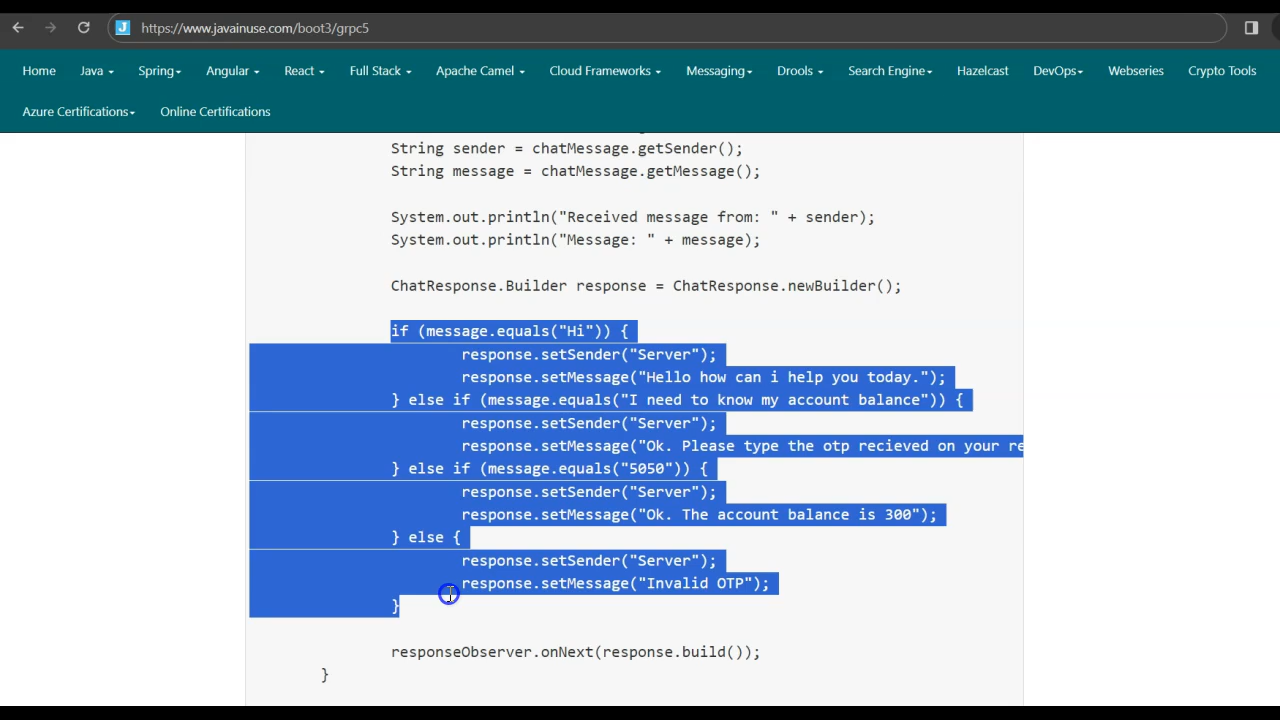 https://www.javainuse.com/boot3/grpc5
Home Java Spring Angular React Full Stack Apache Camel Cloud Frameworks Messaging Drools Search Engine Hazelcast DevOps Webseries Crypto Tools
Azure Certifications Online Certifications
String sender = chatMessage.getSender();
String message = chatMessage.getMessage();
System.out.println("Received message from: " + sender);
System.out.println("Message: " + message);
ChatResponse.Builder response = ChatResponse.newBuilder();
if (message.equals("Hi")) {
response.setSender("Server");
response.setMessage("Hello how can i help you today.");
} else if (message.equals("I need to know my account balance")) {
response.setSender("Server");
response.setMessage("Ok. Please type the otp recieved on your re
} else if (message.equals("5050")) {
response.setSender("Server");
response.setMessage("Ok. The account balance is 300");
} else {
response.setSender("Server");
response.setMessage("Invalid OTP");
}
responseObserver.onNext(response.build());
}